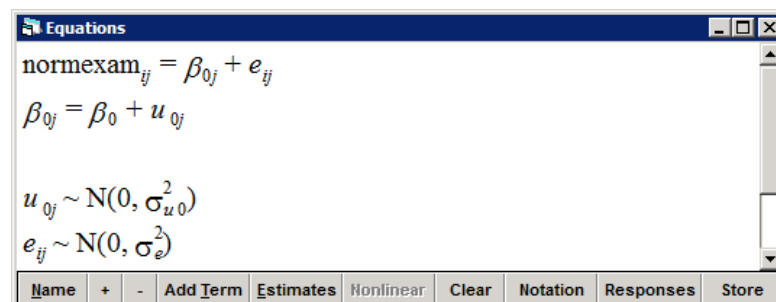 Equations
normexam_ij = β_0j + e_ij
β_0j = β_0 + u_0j
u_0j ~ N(0, σ²_u0)
e_ij ~ N(0, σ²_e)
Name + - Add Term Estimates Nonlinear Clear Notation Responses Store